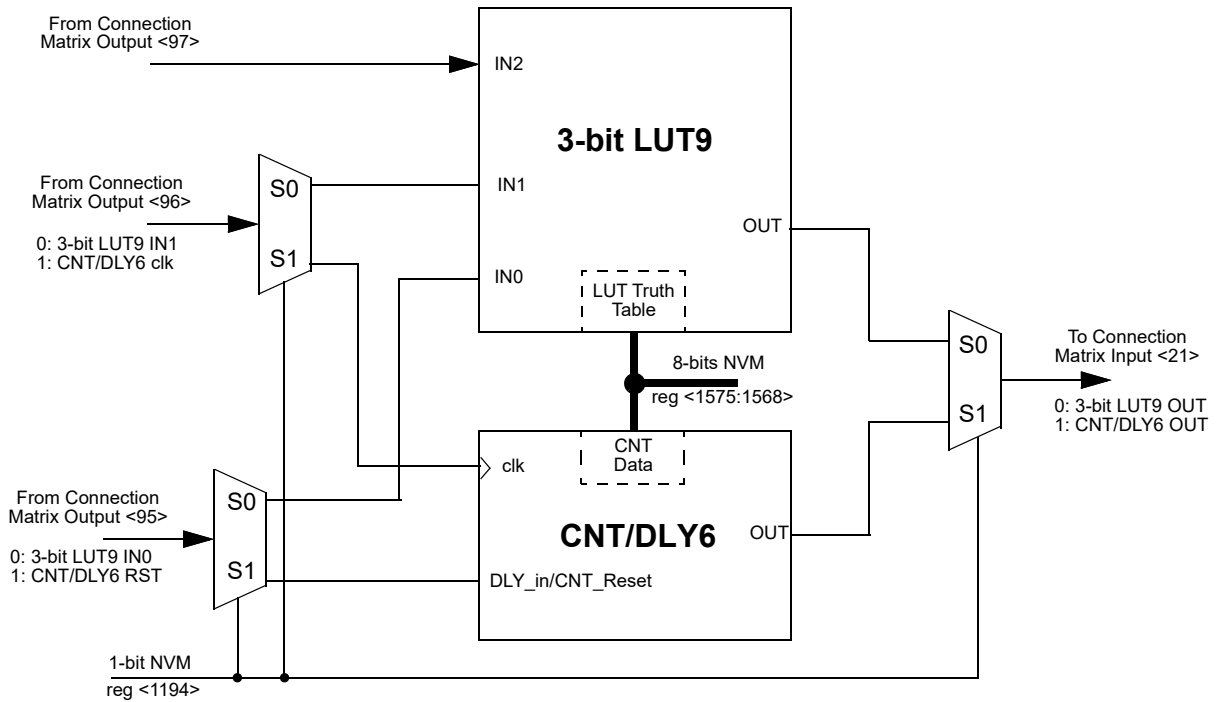 From Connection
Matrix Output <97>
IN2
3-bit LUT9
From Connection
Matrix Output <96>
0: 3-bit LUT9 IN1
1: CNT/DLY6 clk
S0
S1
IN1
IN0
OUT
LUT Truth
Table
8-bits NVM
reg <1575:1568>
S0
S1
To Connection
Matrix Input <21>
0: 3-bit LUT9 OUT
1: CNT/DLY6 OUT
CNT
Data
clk
CNT/DLY6
OUT
DLY_in/CNT_Reset
From Connection
Matrix Output <95>
0: 3-bit LUT9 IN0
1: CNT/DLY6 RST
S0
S1
1-bit NVM
reg <1194>